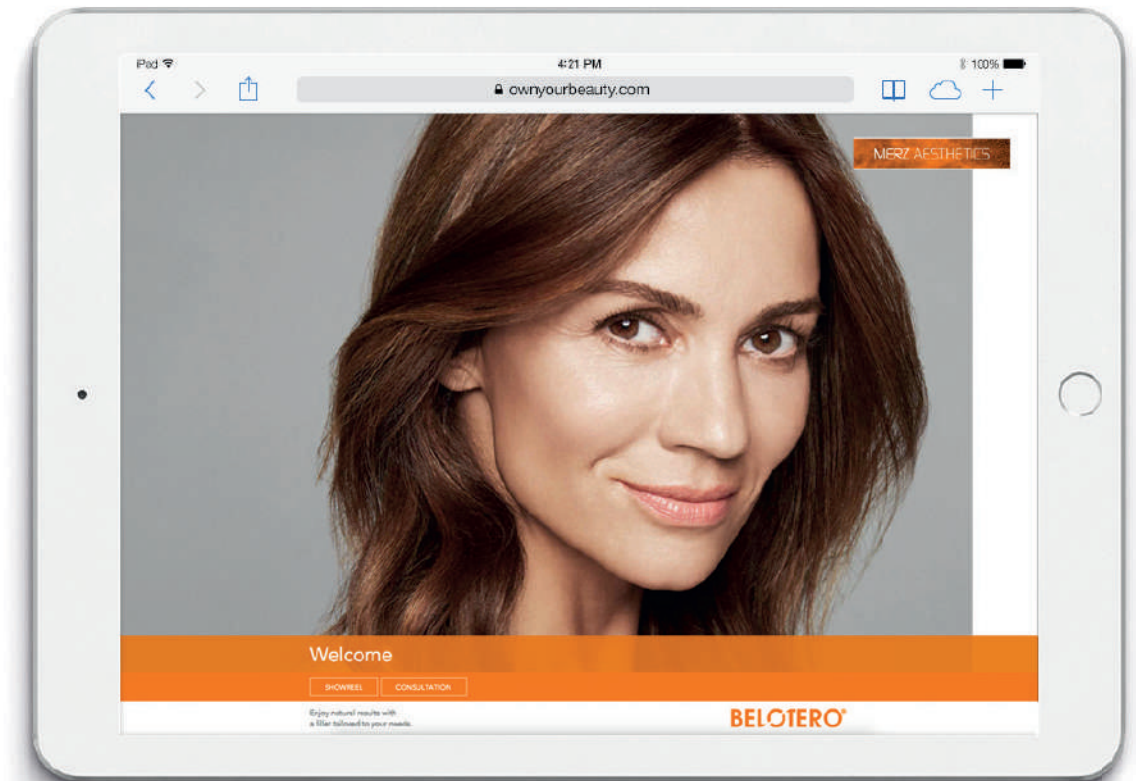 iPad
4:21 PM
100%
ownyourbeauty.com
MERZ AESTHETICS
Welcome
SHOWREEL
CONSULTATION
Enjoy natural results with
a filler tailored to your needs.
BELOTERO®